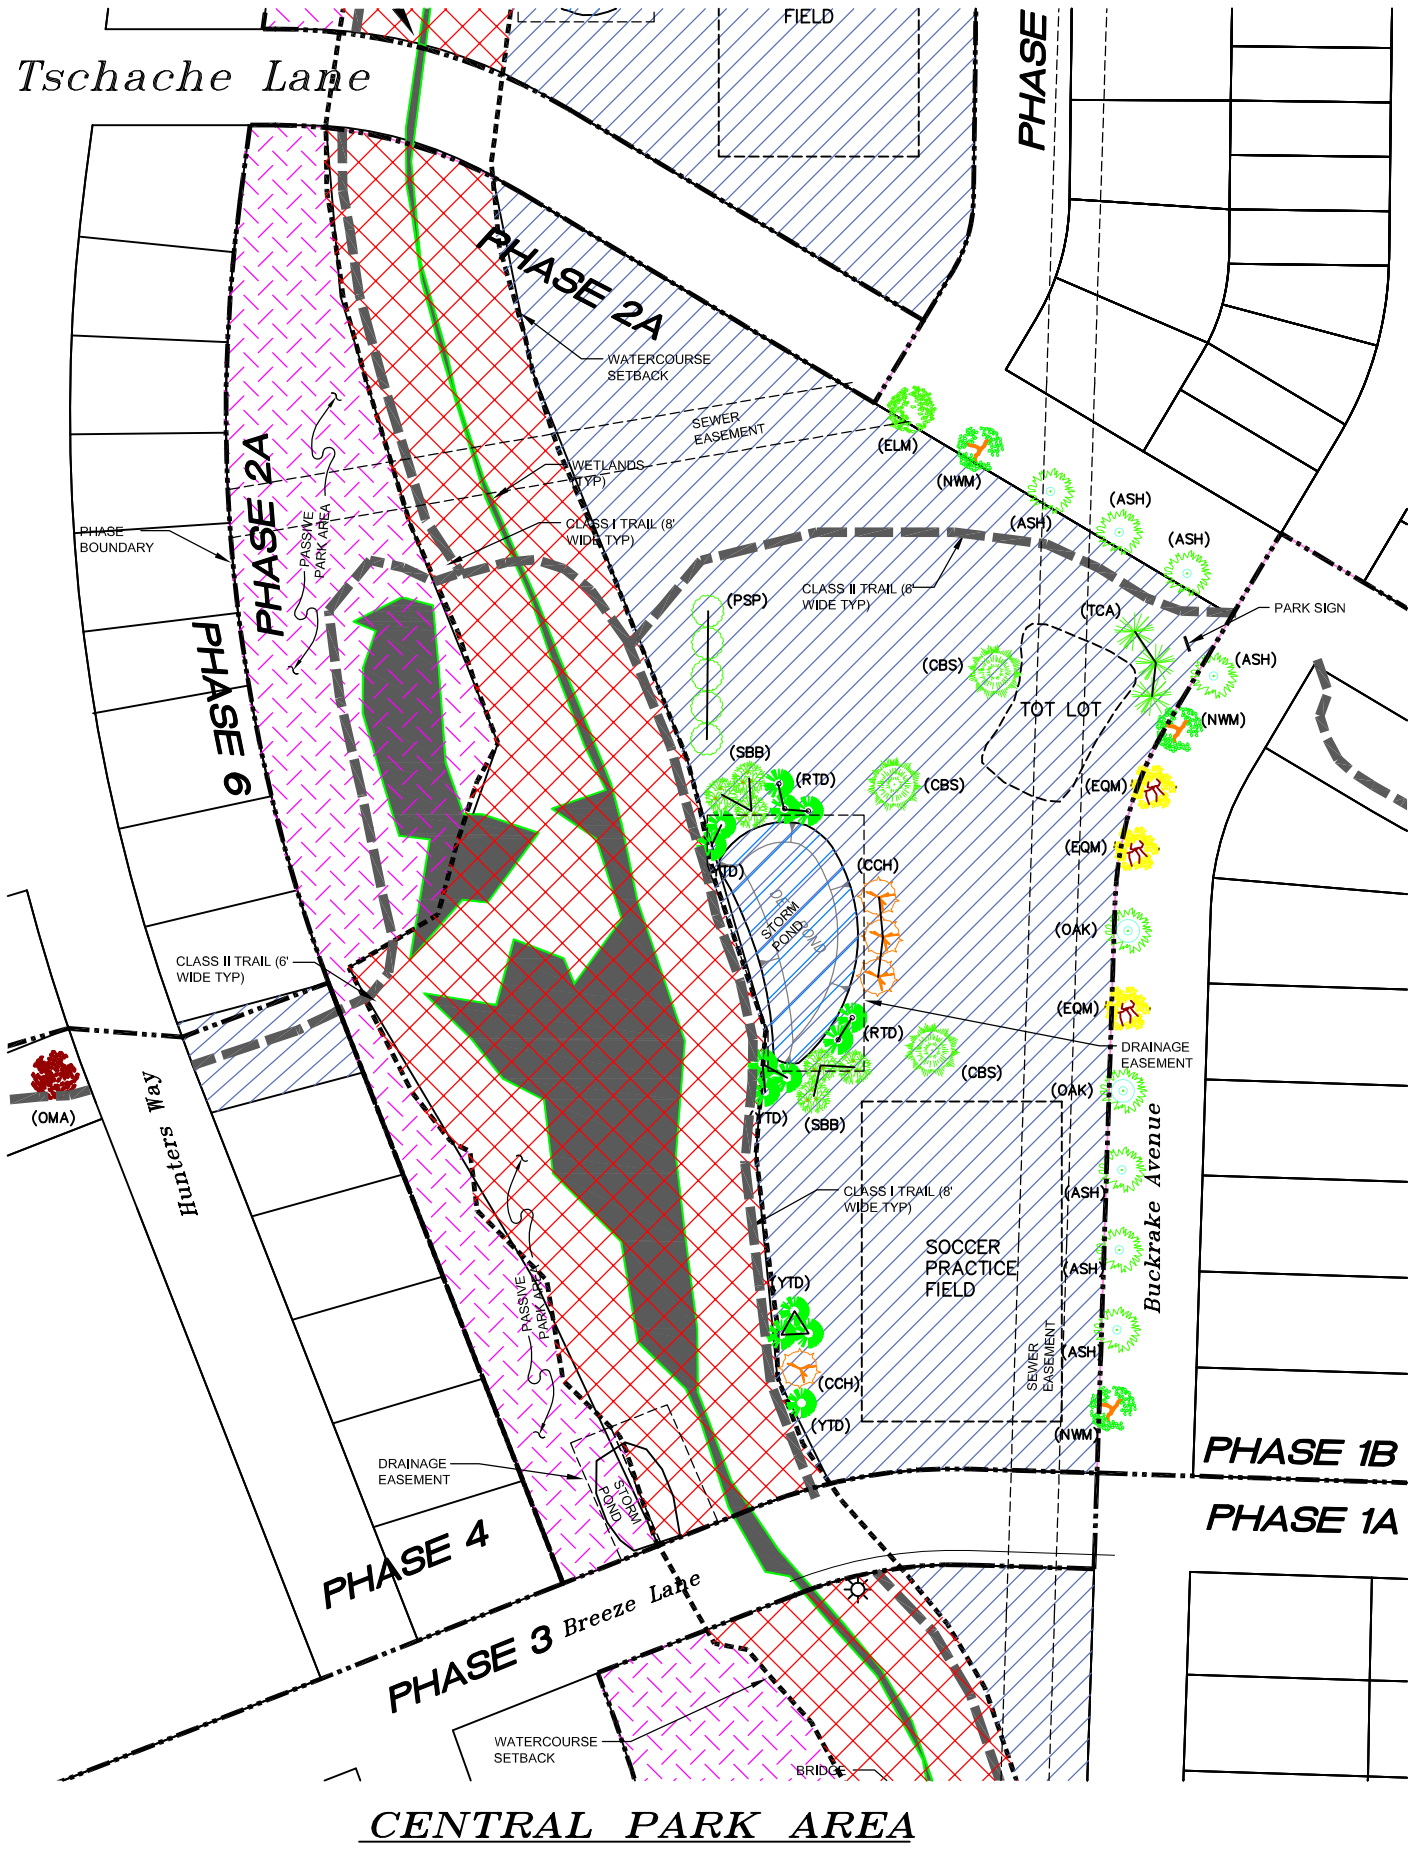 FIELD
PHASE
Tschache Lane
PHASE 2A
WATERCOURSE
SETBACK
SEWER
EASEMENT
(ELM)
(NWM)
WETLANDS
TYP)
(ASH)
(ASH)
(ASH)
CLASS I TRAIL (8'
WIDE TYP)
PHASE
BOUNDARY
PHASE 2A
PASSIVE
PARK AREA
CLASS II TRAIL (6'
WIDE TYP)
(PSP)
(TCA)
PARK SIGN
PHASE 6
(CBS)
(ASH)
TOT LOT
(NWM)
(SBB)
(RTD)
(CBS)
(EQM)
(EQM)
(YTD)
(CCH)
STORM
POND
(OAK)
CLASS II TRAIL (6'
WIDE TYP)
(EQM)
(RTD)
DRAINAGE
EASEMENT
(CBS)
(OAK)
(OMA)
Hunters Way
(YTD)
(SBB)
Buckrake Avenue
CLASS I TRAIL (8'
WIDE TYP)
(ASH)
SOCCER
PRACTICE
FIELD
(ASH)
PASSIVE
PARK AREA
(YTD)
(ASH)
SEWER
EASEMENT
(CCH)
(YTD)
(NWM)
DRAINAGE
EASEMENT
STORM
POND
PHASE 1B
PHASE 1A
PHASE 4
Breeze Lane
PHASE 3
WATERCOURSE
SETBACK
BRIDGE
CENTRAL PARK AREA